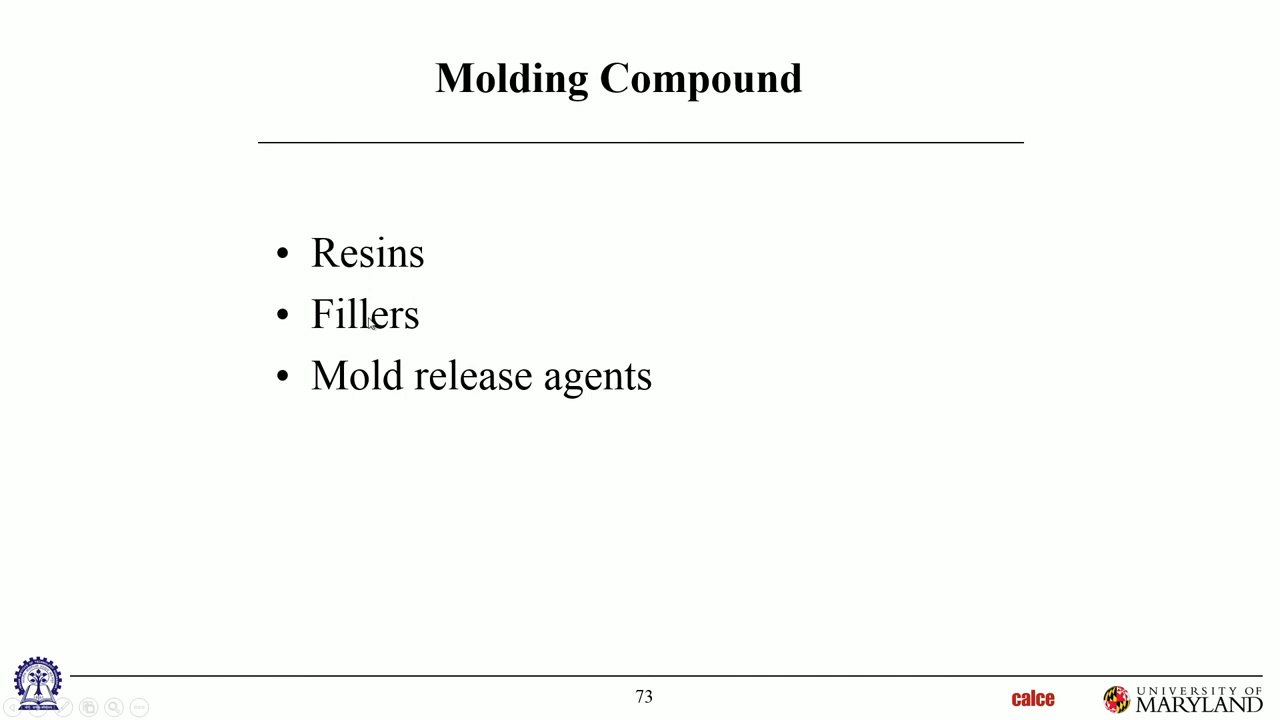 Molding Compound
• Resins
• Fillers
• Mold release agents
73
calce
UNIVERSITY OF
MARYLAND